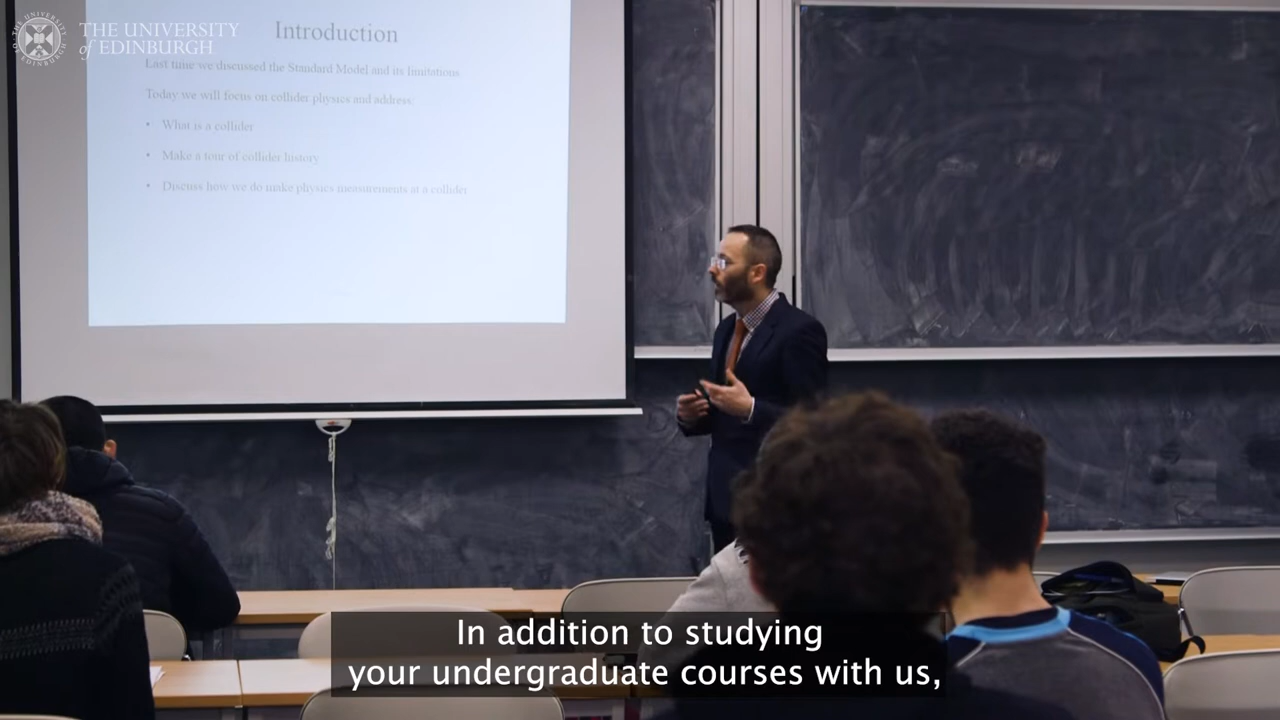 THE UNIVERSITY
of EDINBURGH
Introduction
Last time we discussed the Standard Model and its limitations
Today we will focus on collider physics and address:
• What is a collider
• Make a tour of collider history
• Discuss how we do make physics measurements at a collider
In addition to studying
your undergraduate courses with us,